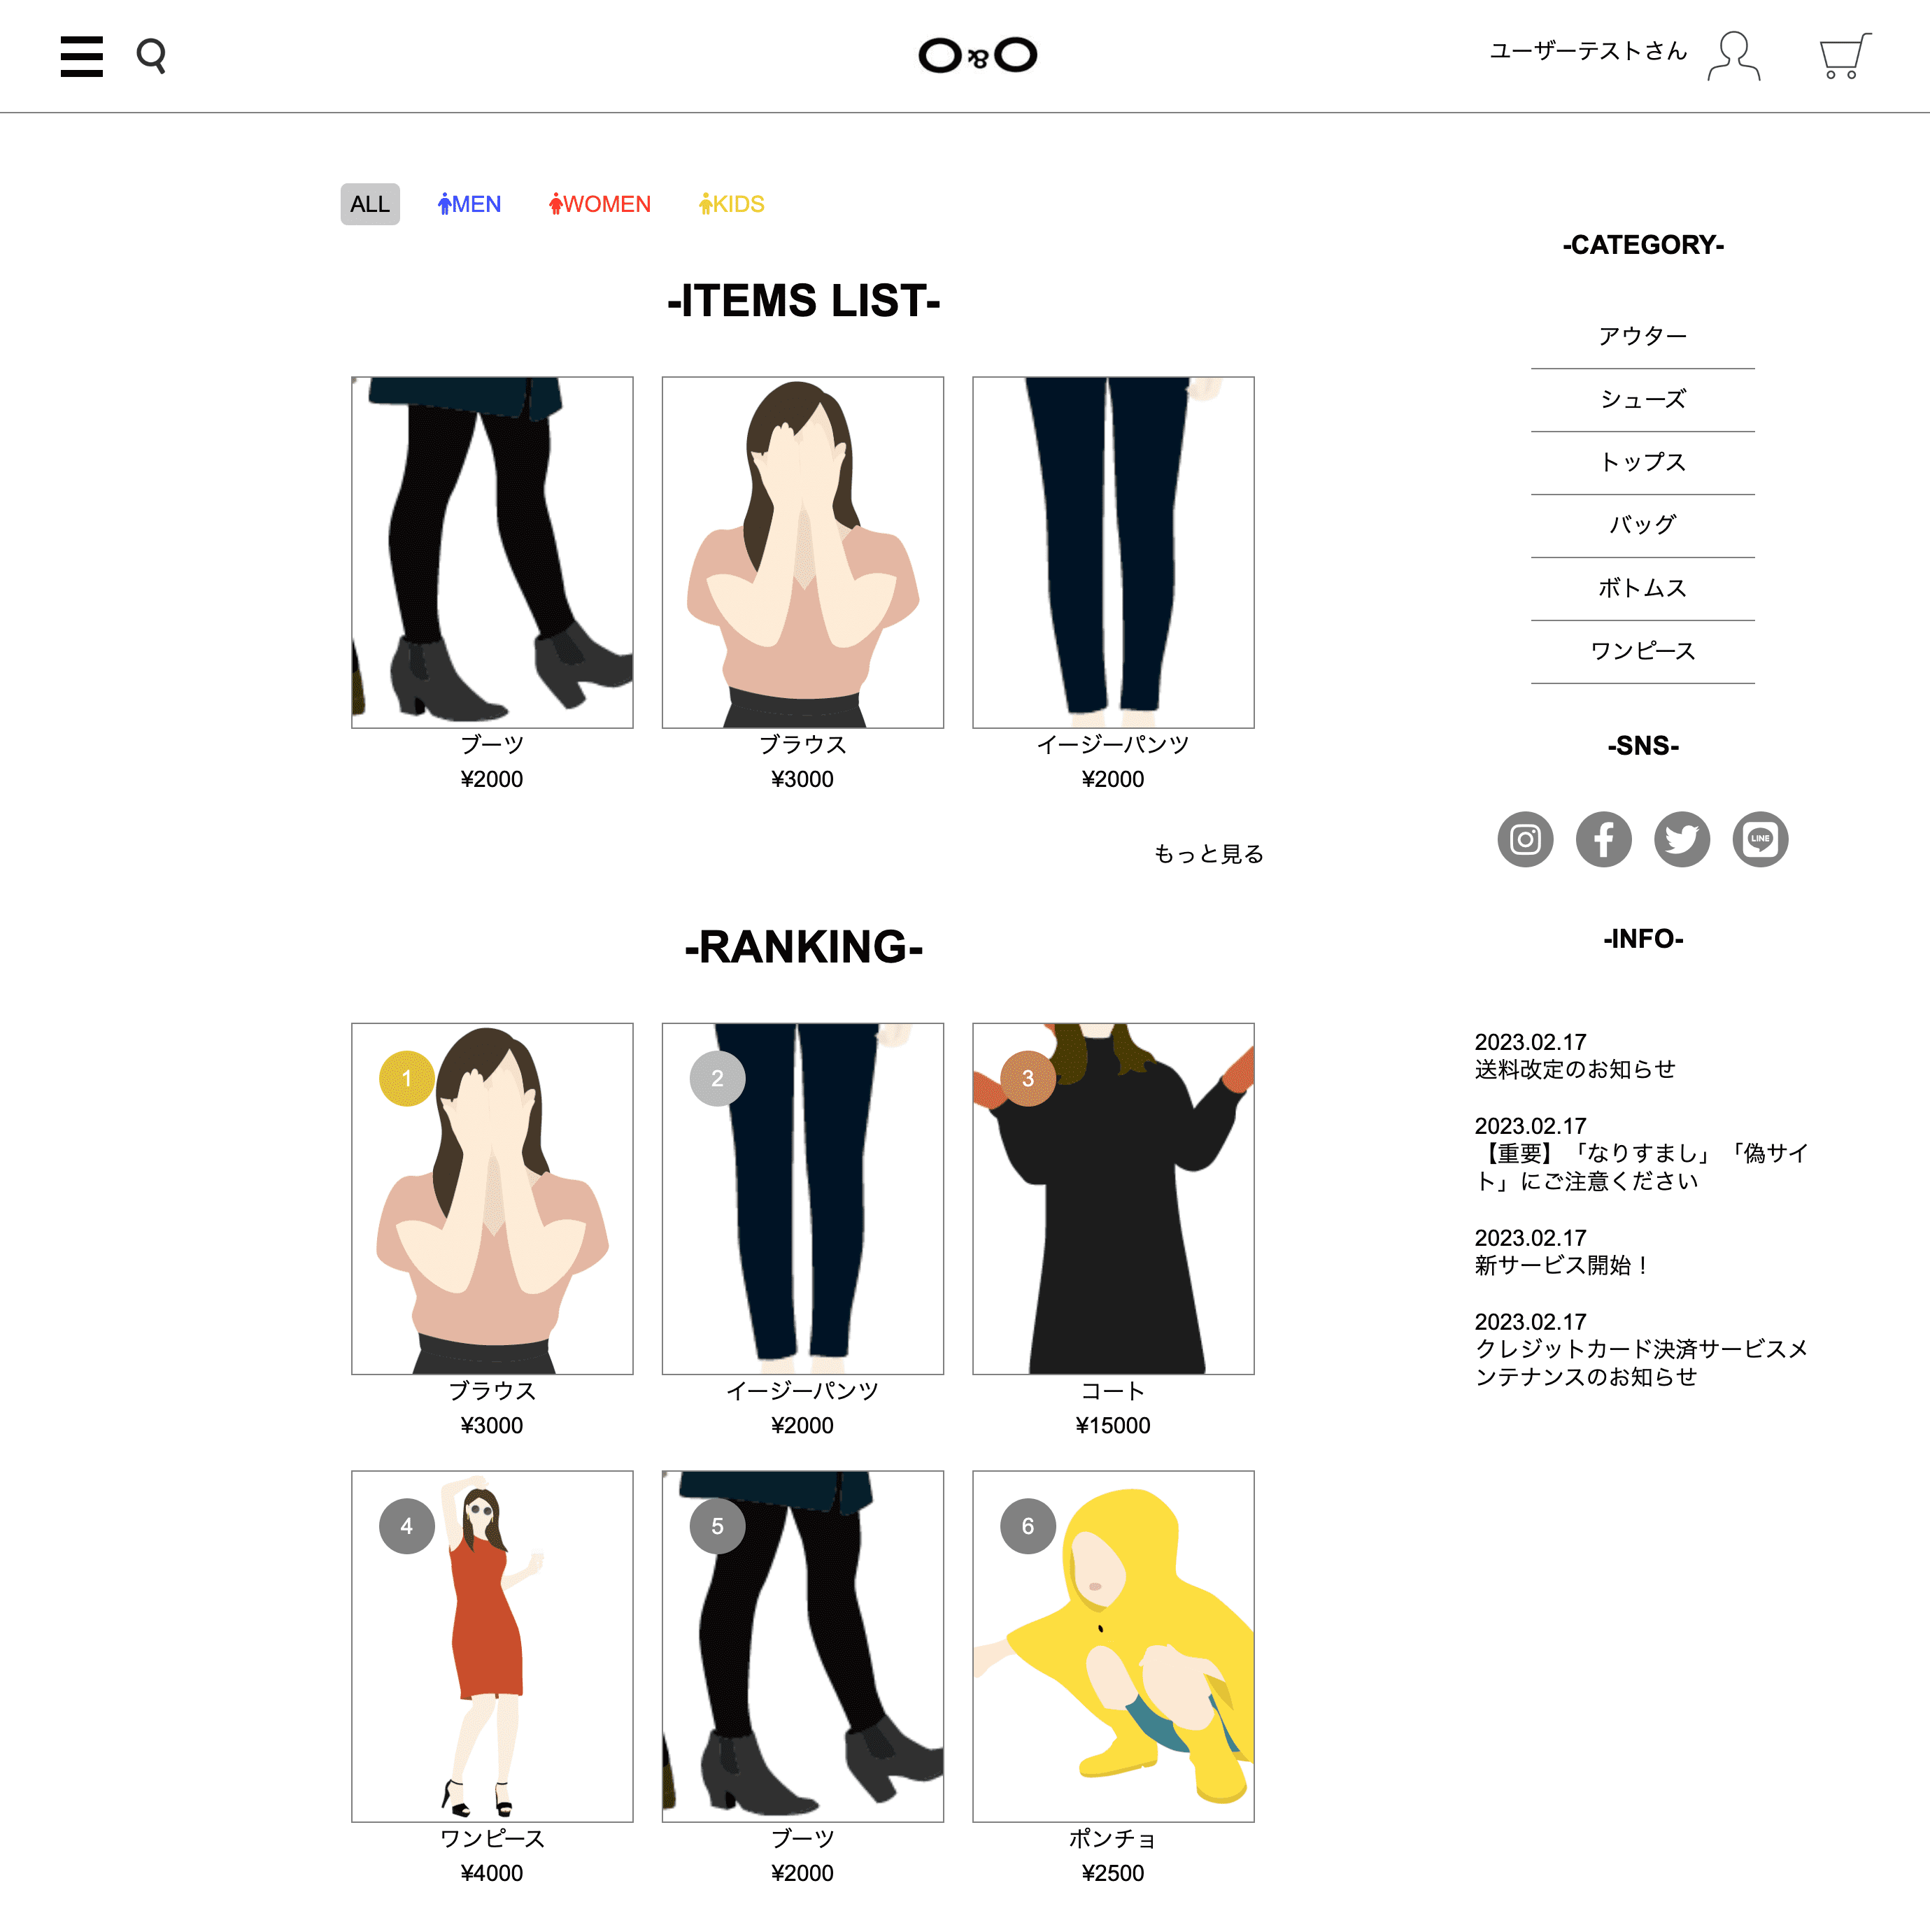 O&O
ユーザーテストさん
ALL
MEN
WOMEN
KIDS
-ITEMS LIST-
ブーツ
¥2000
ブラウス
¥3000
イージーパンツ
¥2000
もっと見る
-RANKING-
1
ブラウス
¥3000
2
イージーパンツ
¥2000
3
コート
¥15000
4
ワンピース
¥4000
5
ブーツ
¥2000
6
ポンチョ
¥2500
-CATEGORY-
アウター
シューズ
トップス
バッグ
ボトムス
ワンピース
-SNS-
LINE
-INFO-
2023.02.17
送料改定のお知らせ
2023.02.17
【重要】「なりすまし」「偽サイ
ト」にご注意ください
2023.02.17
新サービス開始！
2023.02.17
クレジットカード決済サービスメ
ンテナンスのお知らせ